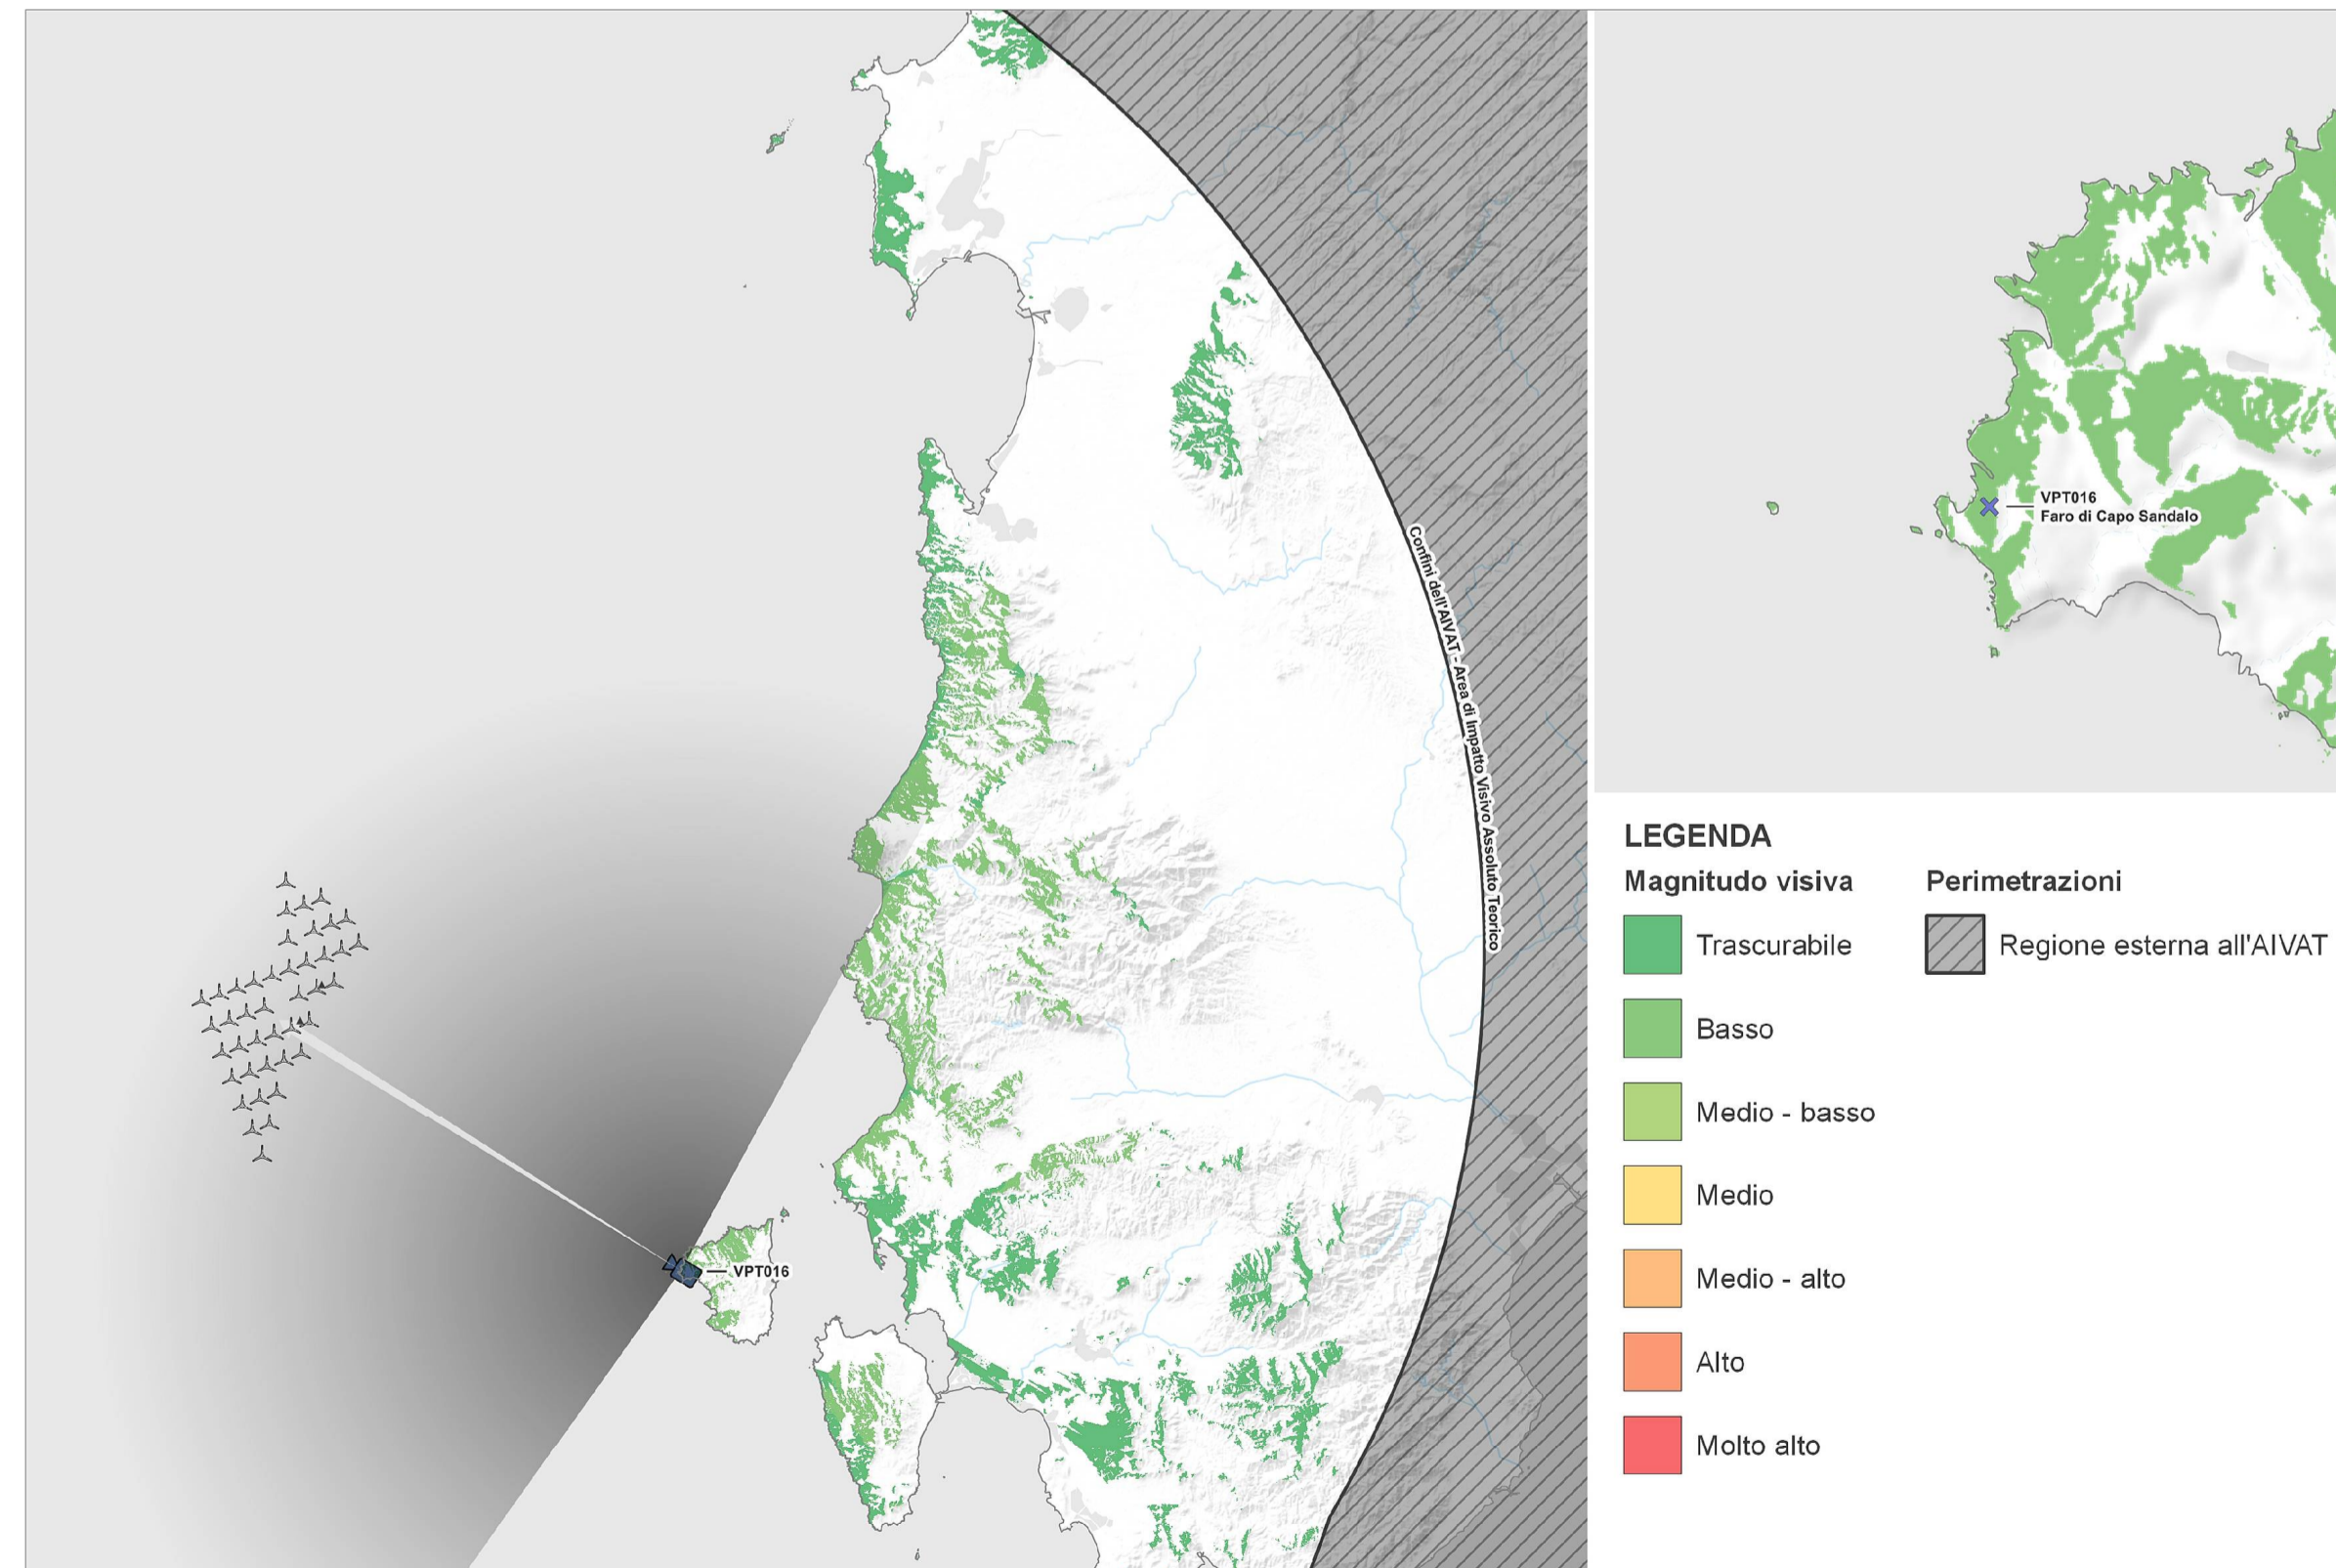 Confini dell'AIVAT - Area di Impatto Visivo Assoluto Teorico
VPT016
VPT016
Faro di Capo Sandalo
LEGENDA
Magnitudo visiva
Trascurabile
Basso
Medio - basso
Medio
Medio - alto
Alto
Molto alto
Perimetrazioni
Regione esterna all'AIVAT